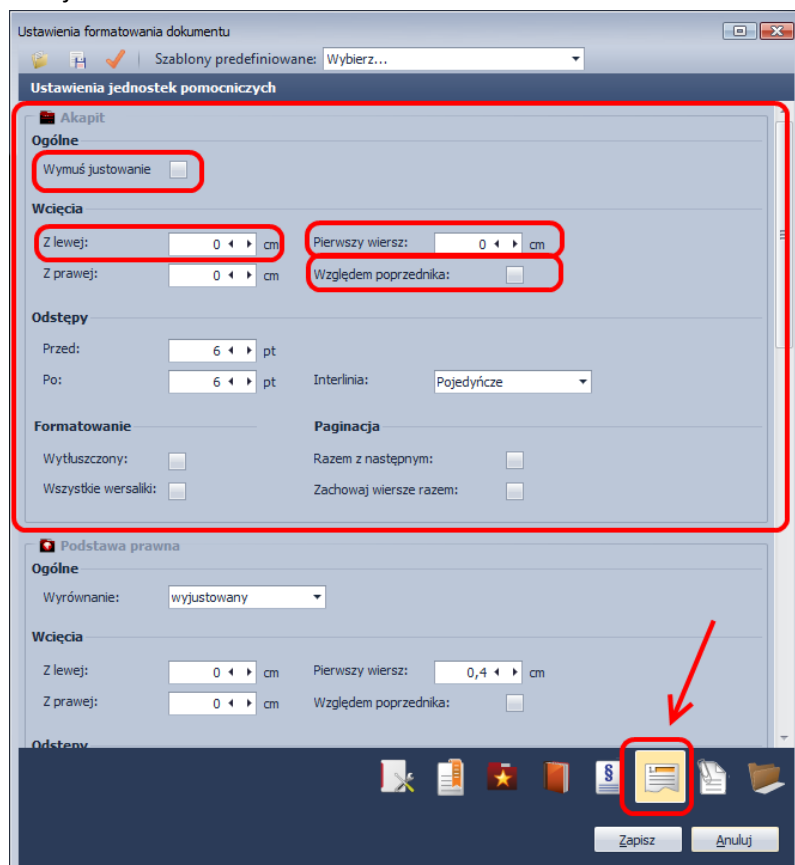 Ustawienia formatowania dokumentu
Szablony predefiniowane: Wybierz...
Ustawienia jednostek pomocniczych
Akapit
Ogólne
Wymuś justowanie
Wcięcia
Z lewej: 0 cm Pierwszy wiersz: 0 cm
Z prawej: 0 cm Względem poprzednika:
Odstępy
Przed: 6 pt
Po: 6 pt Interlinia: Pojedyńcze
Formatowanie Paginacja
Wytłuszczony: Razem z następnym:
Wszystkie wersaliki: Zachowaj wiersze razem:
Podstawa prawna
Ogólne
Wyrównanie: wyjustowany
Wcięcia
Z lewej: 0 cm Pierwszy wiersz: 0,4 cm
Z prawej: 0 cm Względem poprzednika:
Odstępy
§
Zapisz Anuluj